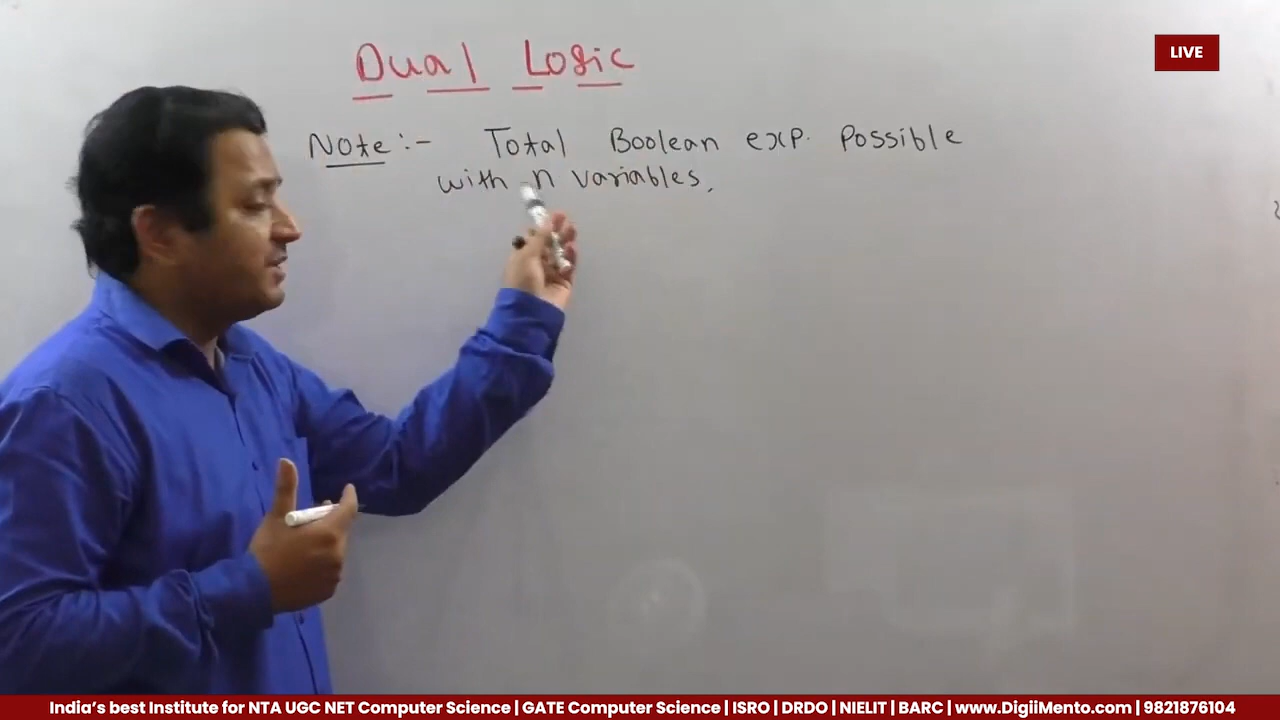 Dual Logic
LIVE
Note :- Total Boolean exp. Possible
with n variables,
India's best Institute for NTA UGC NET Computer Science | GATE Computer Science | ISRO | DRDO | NIELIT | BARC | www.DigiiMento.com | 9821876104